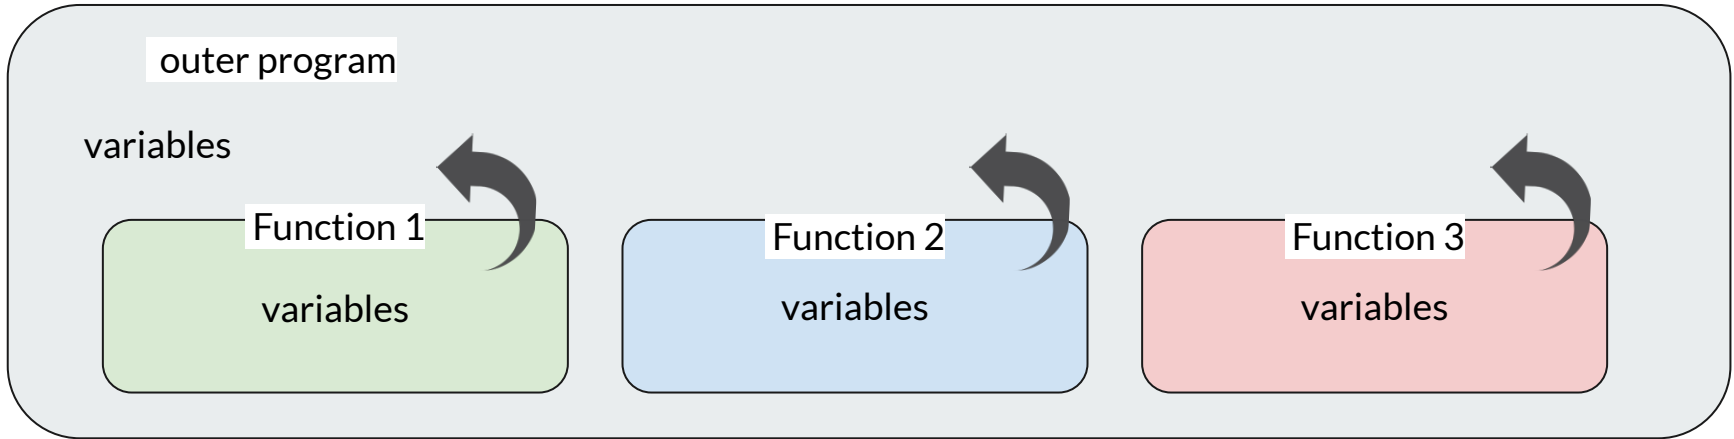 outer program
variables
Function 1
variables
Function 2
variables
Function 3
variables